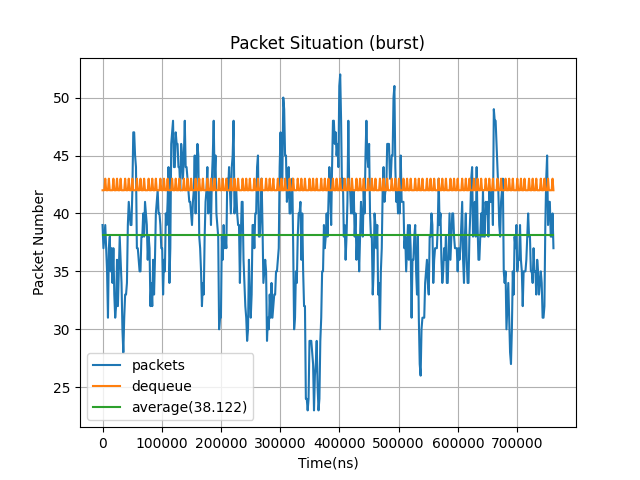 Packet Situation (burst)
50
45
40
35
30
25
Packet Number
packets
dequeue
average(38.122)
0 100000 200000 300000 400000 500000 600000 700000
Time(ns)